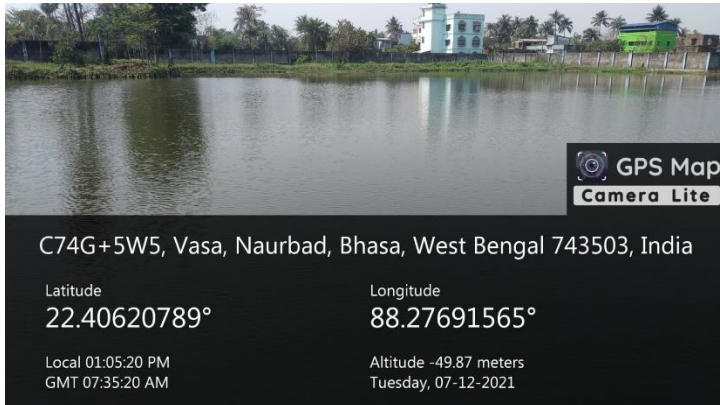 GPS Map
Camera Lite
C74G+5W5, Vasa, Naurbad, Bhasa, West Bengal 743503, India
Latitude
22.40620789°
Longitude
88.27691565°
Local 01:05:20 PM
GMT 07:35:20 AM
Altitude -49.87 meters
Tuesday, 07-12-2021